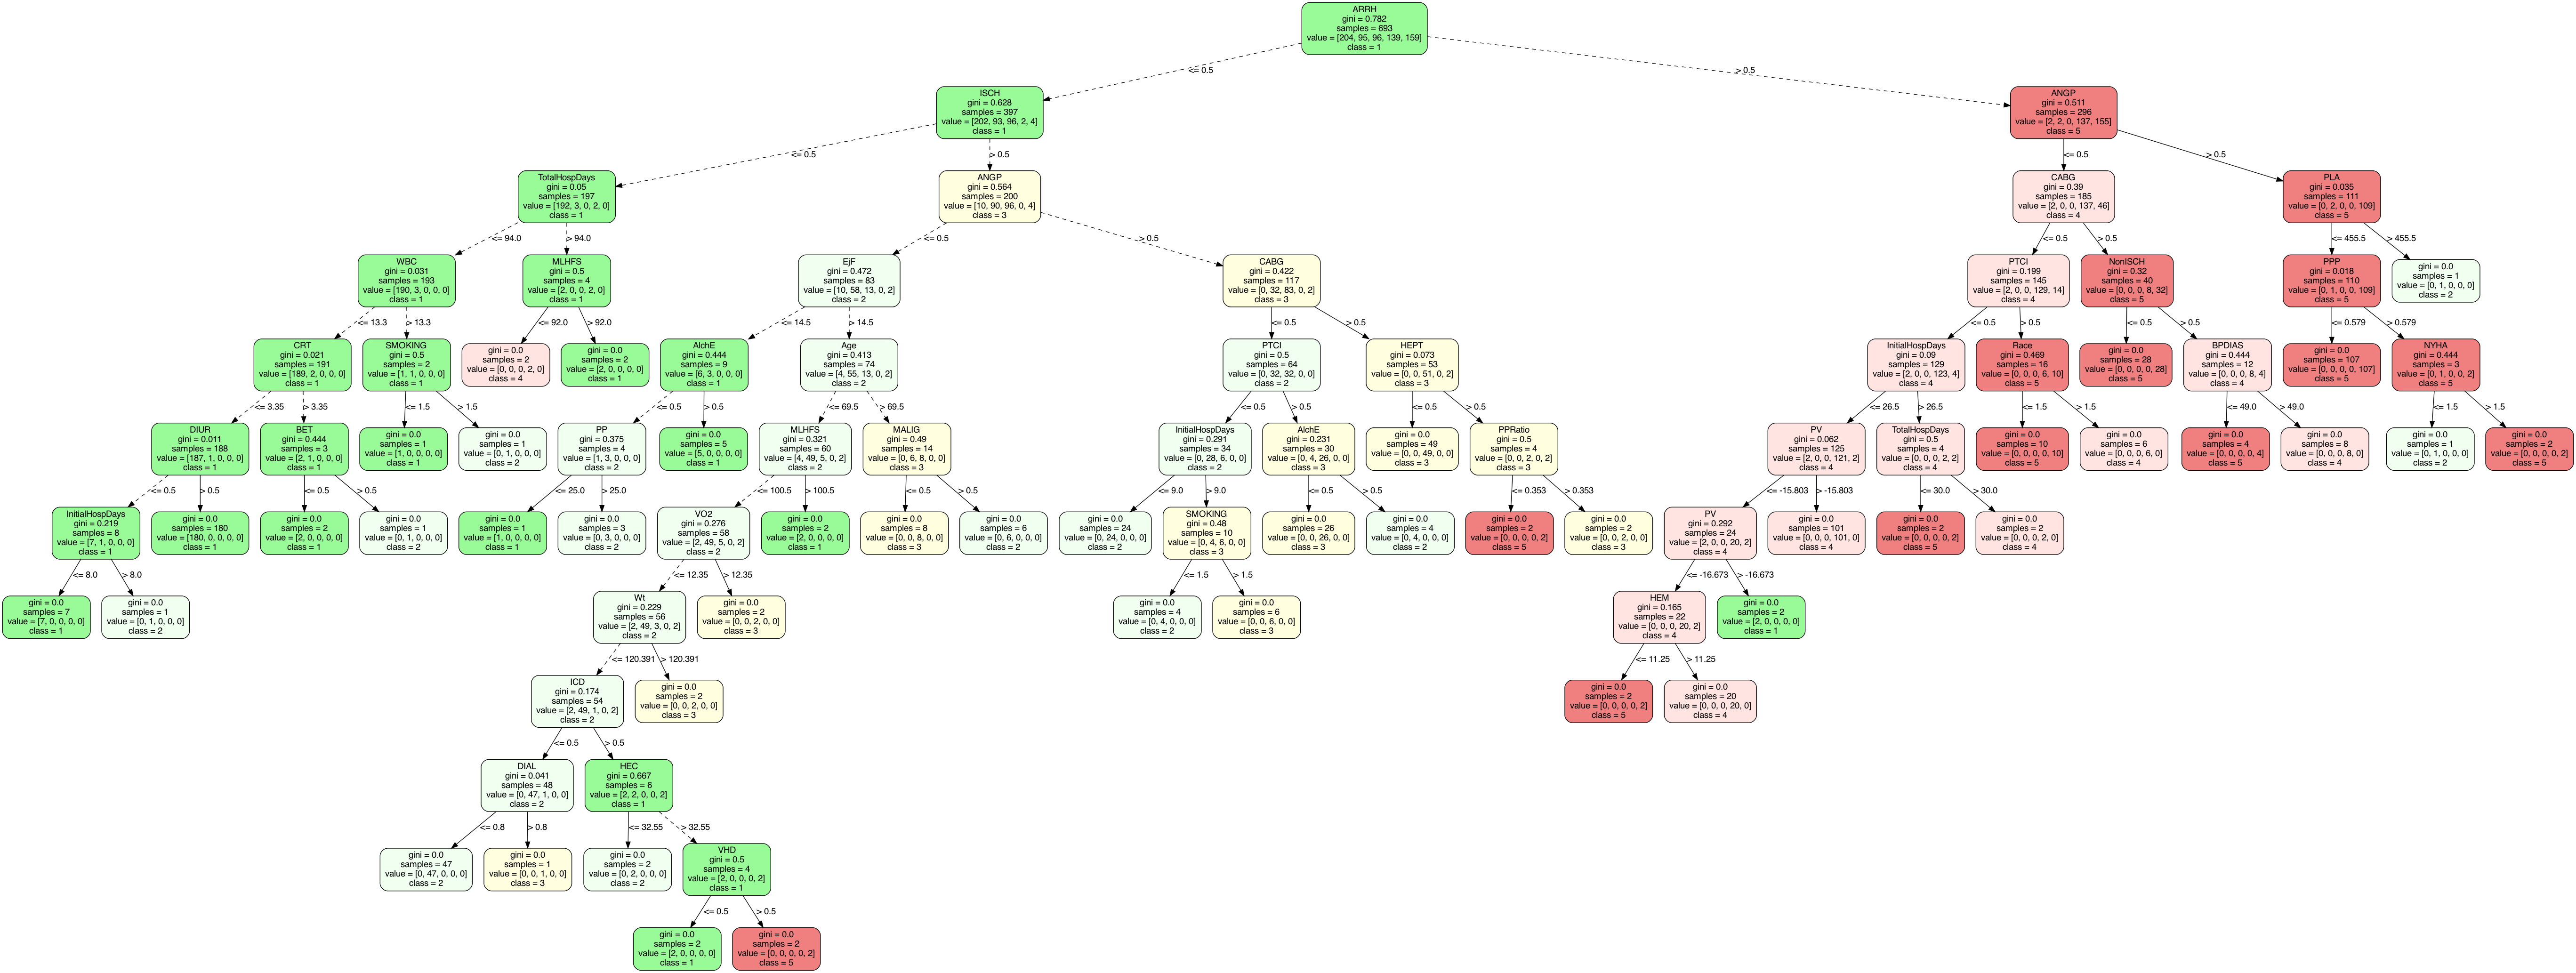 ARRH
gini = 0.782
samples = 693
value = [204, 95, 96, 139, 159]
class = 1
<= 0.5
> 0.5
ISCH
gini = 0.628
samples = 397
value = [202, 93, 96, 2, 4]
class = 1
ANGP
gini = 0.511
samples = 296
value = [2, 2, 0, 137, 155]
class = 5
<= 0.5
> 0.5
<= 0.5
> 0.5
TotalHospDays
gini = 0.05
samples = 197
value = [192, 3, 0, 2, 0]
class = 1
ANGP
gini = 0.564
samples = 200
value = [10, 90, 96, 0, 4]
class = 3
CABG
gini = 0.39
samples = 185
value = [2, 0, 0, 137, 46]
class = 4
PLA
gini = 0.035
samples = 111
value = [0, 2, 0, 0, 109]
class = 5
<= 94.0
> 94.0
<= 0.5
> 0.5
<= 0.5
> 0.5
<= 455.5
> 455.5
WBC
gini = 0.031
samples = 193
value = [190, 3, 0, 0, 0]
class = 1
MLHFS
gini = 0.5
samples = 4
value = [2, 0, 0, 2, 0]
class = 1
EjF
gini = 0.472
samples = 83
value = [10, 58, 13, 0, 2]
class = 2
CABG
gini = 0.422
samples = 117
value = [0, 32, 83, 0, 2]
class = 3
PTCI
gini = 0.199
samples = 145
value = [2, 0, 0, 129, 14]
class = 4
NonISCH
gini = 0.32
samples = 40
value = [0, 0, 0, 8, 32]
class = 5
PPP
gini = 0.018
samples = 110
value = [0, 1, 0, 0, 109]
class = 5
gini = 0.0
samples = 1
value = [0, 1, 0, 0, 0]
class = 2
<= 13.3
> 13.3
<= 92.0
> 92.0
<= 14.5
> 14.5
<= 0.5
> 0.5
<= 0.5
> 0.5
<= 0.5
> 0.5
<= 0.579
> 0.579
CRT
gini = 0.021
samples = 191
value = [189, 2, 0, 0, 0]
class = 1
SMOKING
gini = 0.5
samples = 2
value = [1, 1, 0, 0, 0]
class = 1
gini = 0.0
samples = 2
value = [0, 0, 0, 2, 0]
class = 4
gini = 0.0
samples = 2
value = [2, 0, 0, 0, 0]
class = 1
AlchE
gini = 0.444
samples = 9
value = [6, 3, 0, 0, 0]
class = 1
Age
gini = 0.413
samples = 74
value = [4, 55, 13, 0, 2]
class = 2
PTCI
gini = 0.5
samples = 64
value = [0, 32, 32, 0, 0]
class = 2
HEPT
gini = 0.073
samples = 53
value = [0, 0, 51, 0, 2]
class = 3
InitialHospDays
gini = 0.09
samples = 129
value = [2, 0, 0, 123, 4]
class = 4
Race
gini = 0.469
samples = 16
value = [0, 0, 0, 6, 10]
class = 5
gini = 0.0
samples = 28
value = [0, 0, 0, 0, 28]
class = 5
BPDIAS
gini = 0.444
samples = 12
value = [0, 0, 0, 8, 4]
class = 4
gini = 0.0
samples = 107
value = [0, 0, 0, 0, 107]
class = 5
NYHA
gini = 0.444
samples = 3
value = [0, 1, 0, 0, 2]
class = 5
<= 3.35
> 3.35
<= 1.5
> 1.5
<= 0.5
> 0.5
<= 69.5
> 69.5
<= 0.5
> 0.5
<= 0.5
> 0.5
<= 26.5
> 26.5
<= 1.5
> 1.5
<= 49.0
> 49.0
<= 1.5
> 1.5
DIUR
gini = 0.011
samples = 188
value = [187, 1, 0, 0, 0]
class = 1
BET
gini = 0.444
samples = 3
value = [2, 1, 0, 0, 0]
class = 1
gini = 0.0
samples = 1
value = [1, 0, 0, 0, 0]
class = 1
gini = 0.0
samples = 1
value = [0, 1, 0, 0, 0]
class = 2
PP
gini = 0.375
samples = 4
value = [1, 3, 0, 0, 0]
class = 2
gini = 0.0
samples = 5
value = [5, 0, 0, 0, 0]
class = 1
MLHFS
gini = 0.321
samples = 60
value = [4, 49, 5, 0, 2]
class = 2
MALIG
gini = 0.49
samples = 14
value = [0, 6, 8, 0, 0]
class = 3
InitialHospDays
gini = 0.291
samples = 34
value = [0, 28, 6, 0, 0]
class = 2
AlchE
gini = 0.231
samples = 30
value = [0, 4, 26, 0, 0]
class = 3
gini = 0.0
samples = 49
value = [0, 0, 49, 0, 0]
class = 3
PPRatio
gini = 0.5
samples = 4
value = [0, 0, 2, 0, 2]
class = 3
PV
gini = 0.062
samples = 125
value = [2, 0, 0, 121, 2]
class = 4
TotalHospDays
gini = 0.5
samples = 4
value = [0, 0, 0, 2, 2]
class = 4
gini = 0.0
samples = 10
value = [0, 0, 0, 0, 10]
class = 5
gini = 0.0
samples = 6
value = [0, 0, 0, 6, 0]
class = 4
gini = 0.0
samples = 4
value = [0, 0, 0, 0, 4]
class = 5
gini = 0.0
samples = 8
value = [0, 0, 0, 8, 0]
class = 4
gini = 0.0
samples = 1
value = [0, 1, 0, 0, 0]
class = 2
gini = 0.0
samples = 2
value = [0, 0, 0, 0, 2]
class = 5
<= 0.5
> 0.5
<= 0.5
> 0.5
<= 25.0
> 25.0
<= 100.5
> 100.5
<= 0.5
> 0.5
<= 9.0
> 9.0
<= 0.5
> 0.5
<= 0.353
> 0.353
<= -15.803
> -15.803
<= 30.0
> 30.0
InitialHospDays
gini = 0.219
samples = 8
value = [7, 1, 0, 0, 0]
class = 1
gini = 0.0
samples = 180
value = [180, 0, 0, 0, 0]
class = 1
gini = 0.0
samples = 2
value = [2, 0, 0, 0, 0]
class = 1
gini = 0.0
samples = 1
value = [0, 1, 0, 0, 0]
class = 2
gini = 0.0
samples = 1
value = [1, 0, 0, 0, 0]
class = 1
gini = 0.0
samples = 3
value = [0, 3, 0, 0, 0]
class = 2
VO2
gini = 0.276
samples = 58
value = [2, 49, 5, 0, 2]
class = 2
gini = 0.0
samples = 2
value = [2, 0, 0, 0, 0]
class = 1
gini = 0.0
samples = 8
value = [0, 0, 8, 0, 0]
class = 3
gini = 0.0
samples = 6
value = [0, 6, 0, 0, 0]
class = 2
gini = 0.0
samples = 24
value = [0, 24, 0, 0, 0]
class = 2
SMOKING
gini = 0.48
samples = 10
value = [0, 4, 6, 0, 0]
class = 3
gini = 0.0
samples = 26
value = [0, 0, 26, 0, 0]
class = 3
gini = 0.0
samples = 4
value = [0, 4, 0, 0, 0]
class = 2
gini = 0.0
samples = 2
value = [0, 0, 0, 0, 2]
class = 5
gini = 0.0
samples = 2
value = [0, 0, 2, 0, 0]
class = 3
PV
gini = 0.292
samples = 24
value = [2, 0, 0, 20, 2]
class = 4
gini = 0.0
samples = 101
value = [0, 0, 0, 101, 0]
class = 4
gini = 0.0
samples = 2
value = [0, 0, 0, 0, 2]
class = 5
gini = 0.0
samples = 2
value = [0, 0, 0, 2, 0]
class = 4
<= 8.0
> 8.0
<= 12.35
> 12.35
<= 1.5
> 1.5
<= -16.673
> -16.673
gini = 0.0
samples = 7
value = [7, 0, 0, 0, 0]
class = 1
gini = 0.0
samples = 1
value = [0, 1, 0, 0, 0]
class = 2
Wt
gini = 0.229
samples = 56
value = [2, 49, 3, 0, 2]
class = 2
gini = 0.0
samples = 2
value = [0, 0, 2, 0, 0]
class = 3
gini = 0.0
samples = 4
value = [0, 4, 0, 0, 0]
class = 2
gini = 0.0
samples = 6
value = [0, 0, 6, 0, 0]
class = 3
HEM
gini = 0.165
samples = 22
value = [0, 0, 0, 20, 2]
class = 4
gini = 0.0
samples = 2
value = [2, 0, 0, 0, 0]
class = 1
<= 120.391
> 120.391
<= 11.25
> 11.25
ICD
gini = 0.174
samples = 54
value = [2, 49, 1, 0, 2]
class = 2
gini = 0.0
samples = 2
value = [0, 0, 2, 0, 0]
class = 3
gini = 0.0
samples = 2
value = [0, 0, 0, 0, 2]
class = 5
gini = 0.0
samples = 20
value = [0, 0, 0, 20, 0]
class = 4
<= 0.5
> 0.5
DIAL
gini = 0.041
samples = 48
value = [0, 47, 1, 0, 0]
class = 2
HEC
gini = 0.667
samples = 6
value = [2, 2, 0, 0, 2]
class = 1
<= 0.8
> 0.8
<= 32.55
> 32.55
gini = 0.0
samples = 47
value = [0, 47, 0, 0, 0]
class = 2
gini = 0.0
samples = 1
value = [0, 0, 1, 0, 0]
class = 3
gini = 0.0
samples = 2
value = [0, 2, 0, 0, 0]
class = 2
VHD
gini = 0.5
samples = 4
value = [2, 0, 0, 0, 2]
class = 1
<= 0.5
> 0.5
gini = 0.0
samples = 2
value = [2, 0, 0, 0, 0]
class = 1
gini = 0.0
samples = 2
value = [0, 0, 0, 0, 2]
class = 5